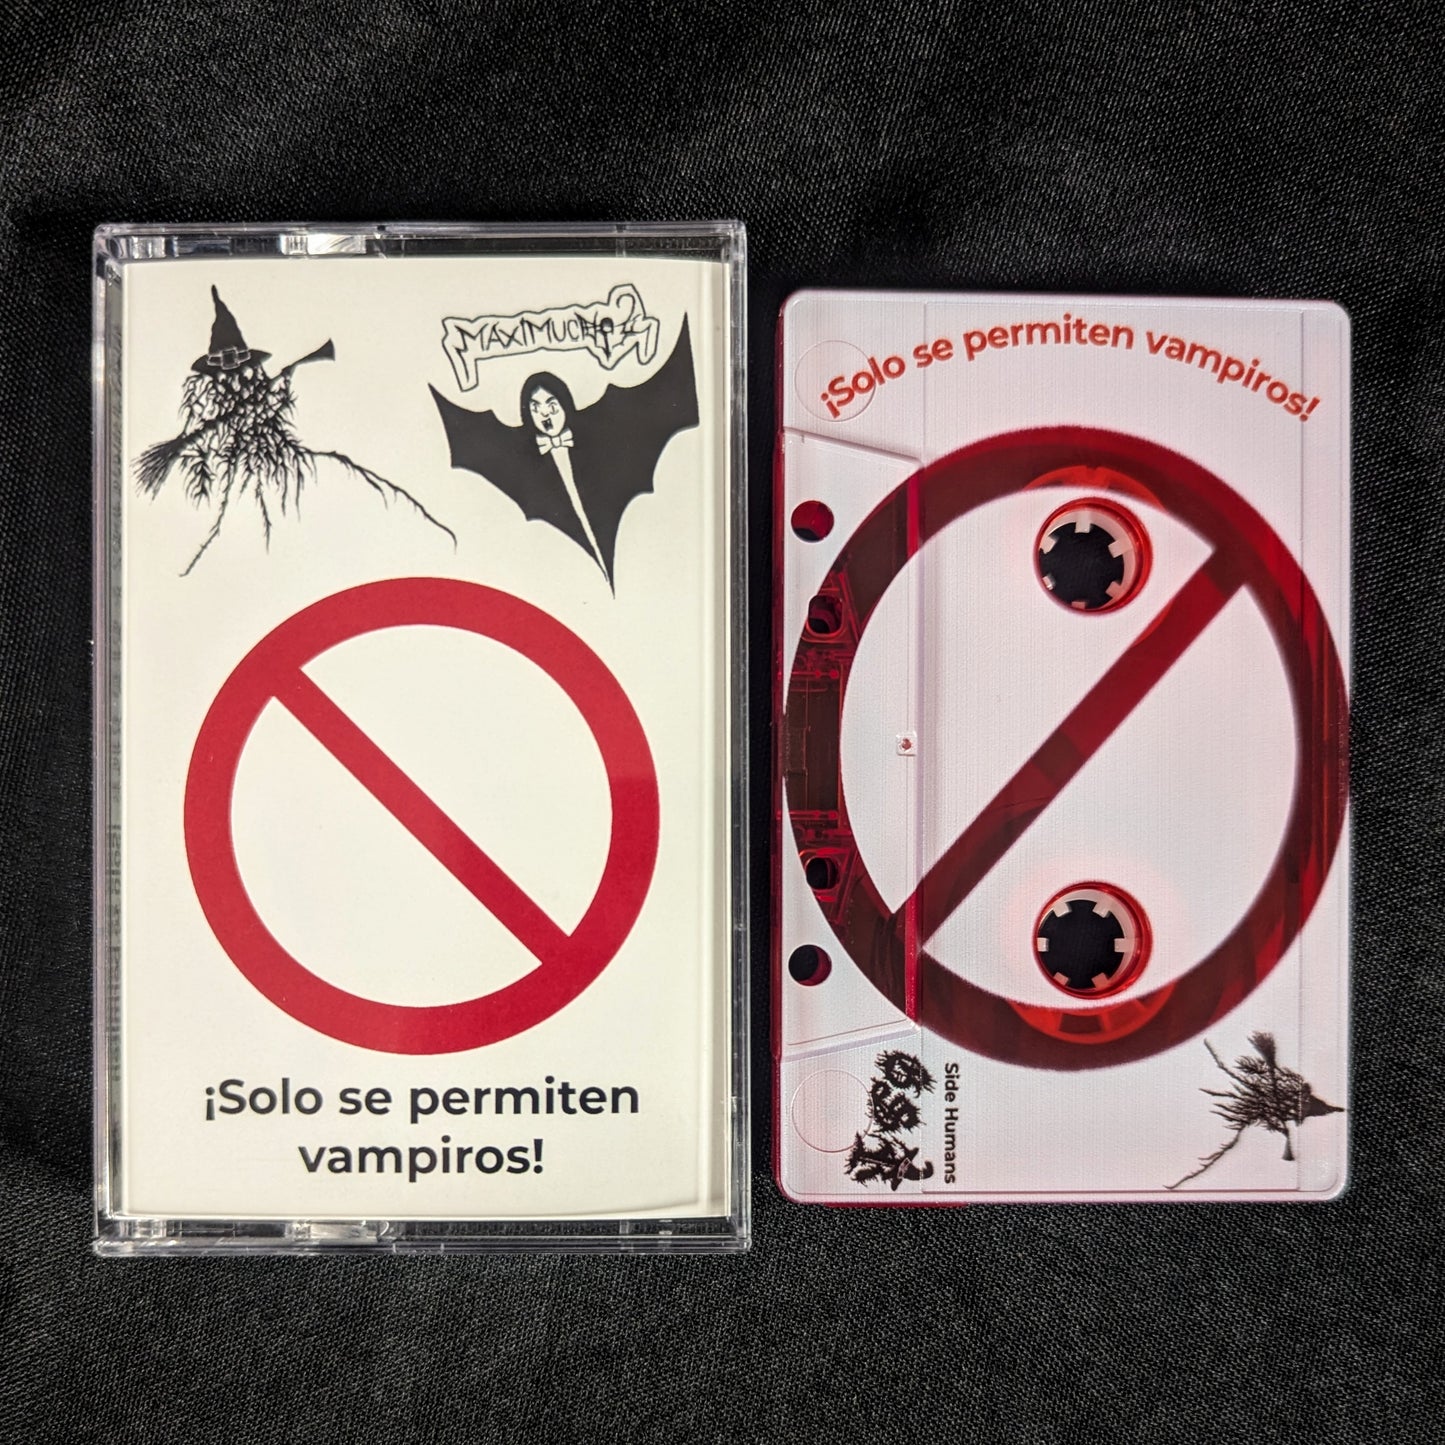 MAXIMUCHO
¡Solo se permiten
vampiros!
¡Solo se permiten vampiros!
Side Humans